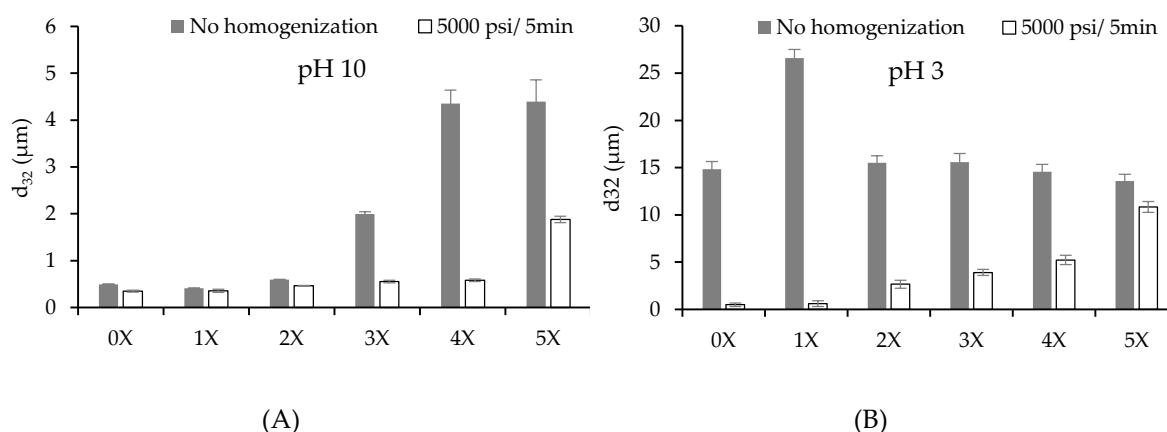 No homogenization
5000 psi/ 5min
pH 10
6
5
4
3
2
1
0
d32 (μm)
0X 1X 2X 3X 4X 5X
(A)
No homogenization
5000 psi/ 5min
pH 3
30
25
20
15
10
5
0
d32 (μm)
0X 1X 2X 3X 4X 5X
(B)